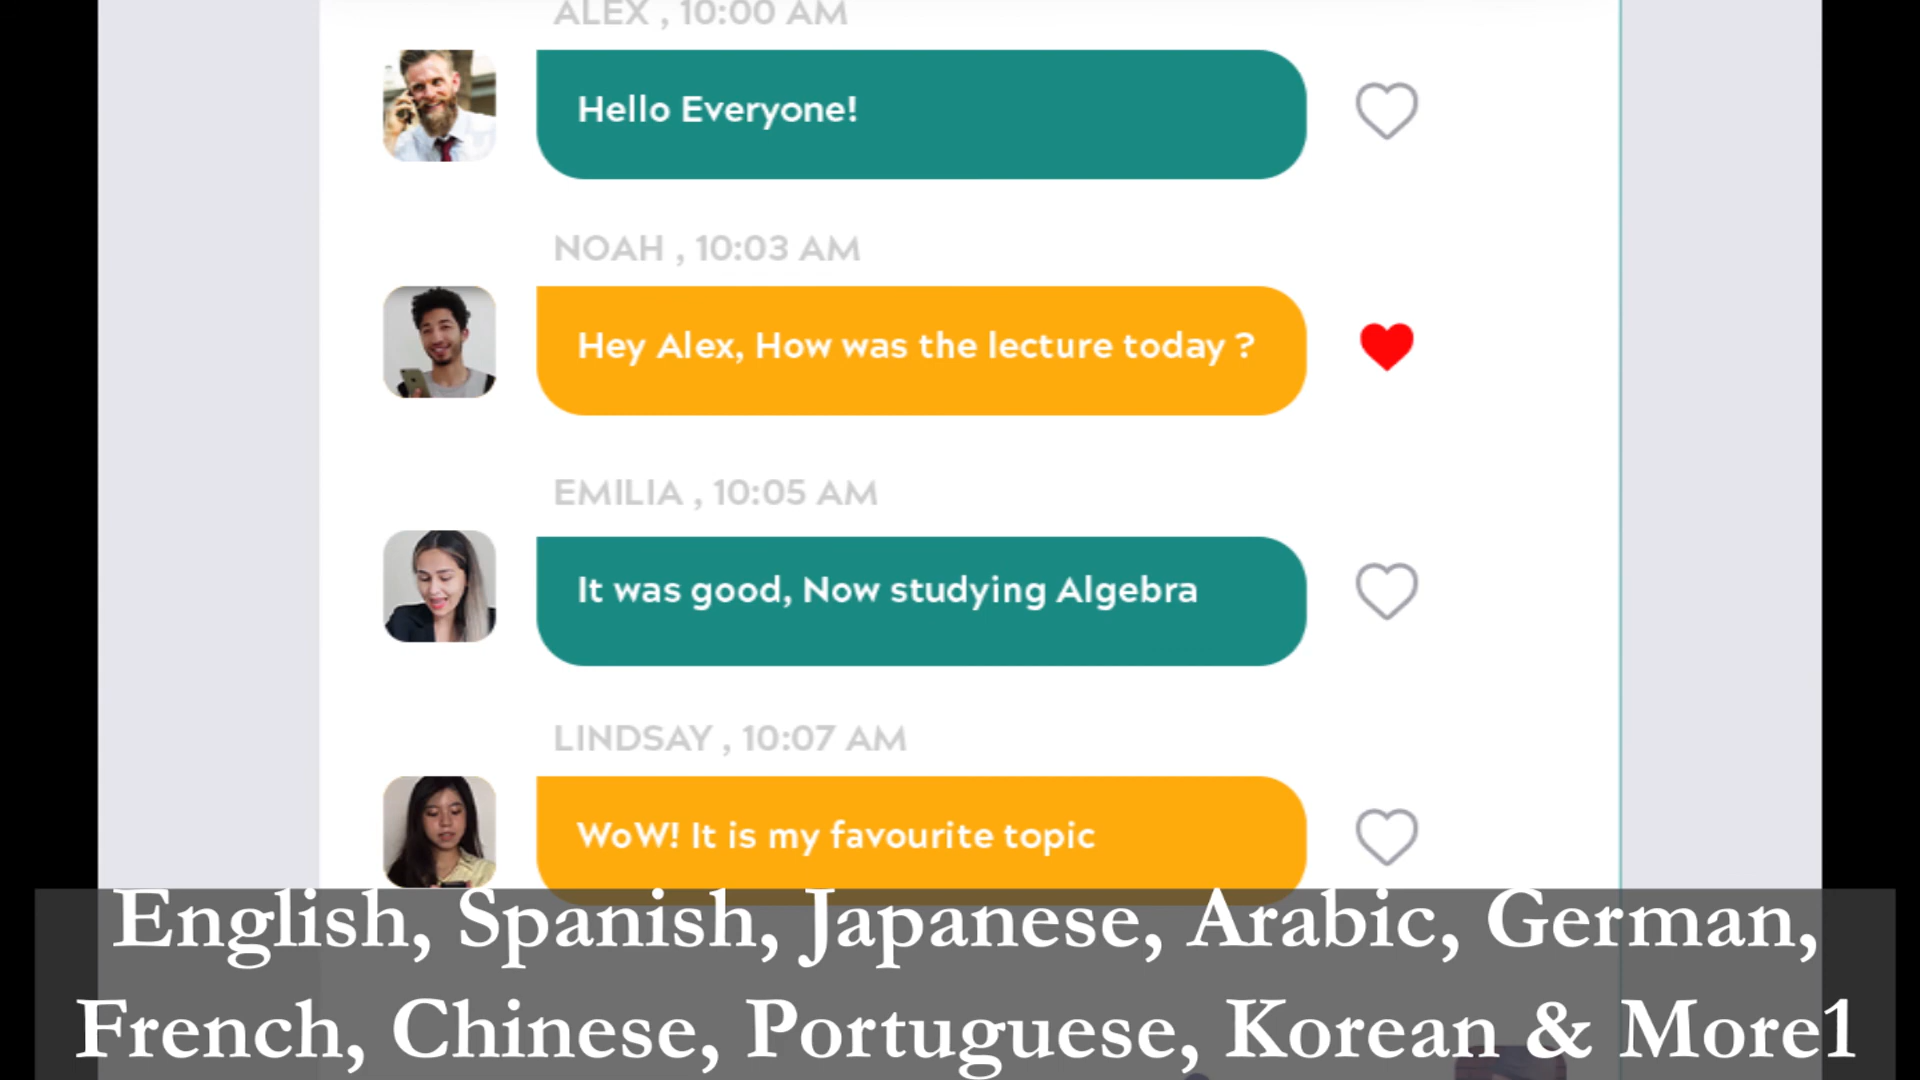 ALEX , 10:00 AM
Hello Everyone!
NOAH , 10:03 AM
Hey Alex, How was the lecture today ?
EMILIA , 10:05 AM
It was good, Now studying Algebra
LINDSAY , 10:07 AM
WoW! It is my favourite topic
English, Spanish, Japanese, Arabic, German,
French, Chinese, Portuguese, Korean & More1